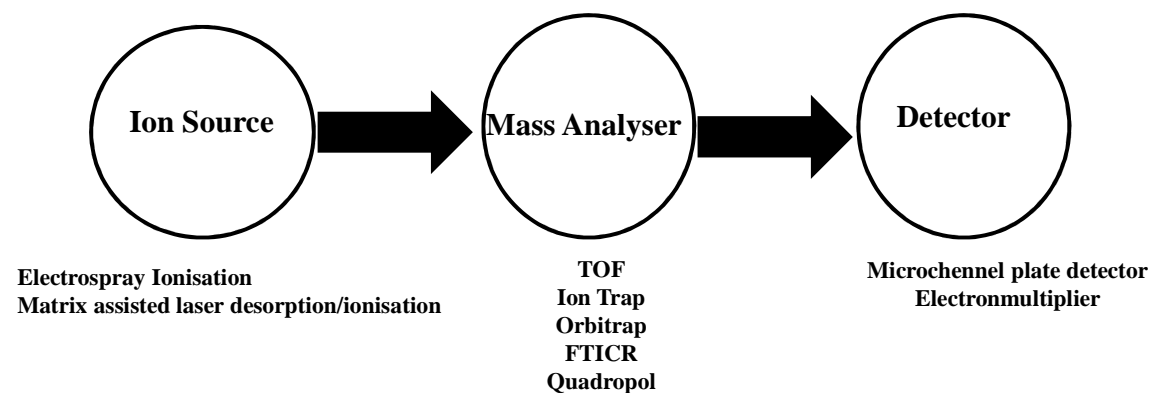 Ion Source
Mass Analyser
Detector
Electrospray Ionisation
Matrix assisted laser desorption/ionisation
TOF
Ion Trap
Orbitrap
FTICR
Quadropol
Microchennel plate detector
Electronmultiplier